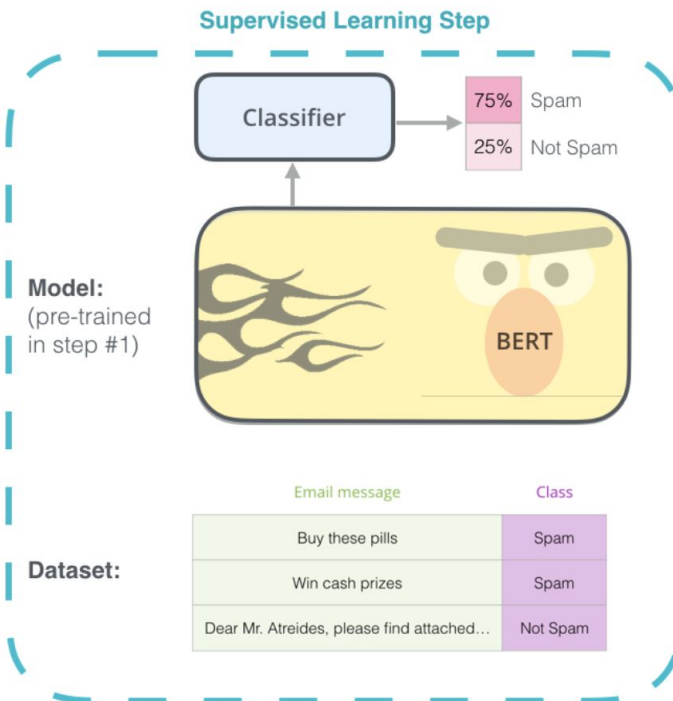 Supervised Learning Step
Classifier
75% Spam
25% Not Spam
Model:
(pre-trained
in step #1)
BERT
Email message Class
Dataset:
Buy these pills Spam
Win cash prizes Spam
Dear Mr. Atreides, please find attached... Not Spam